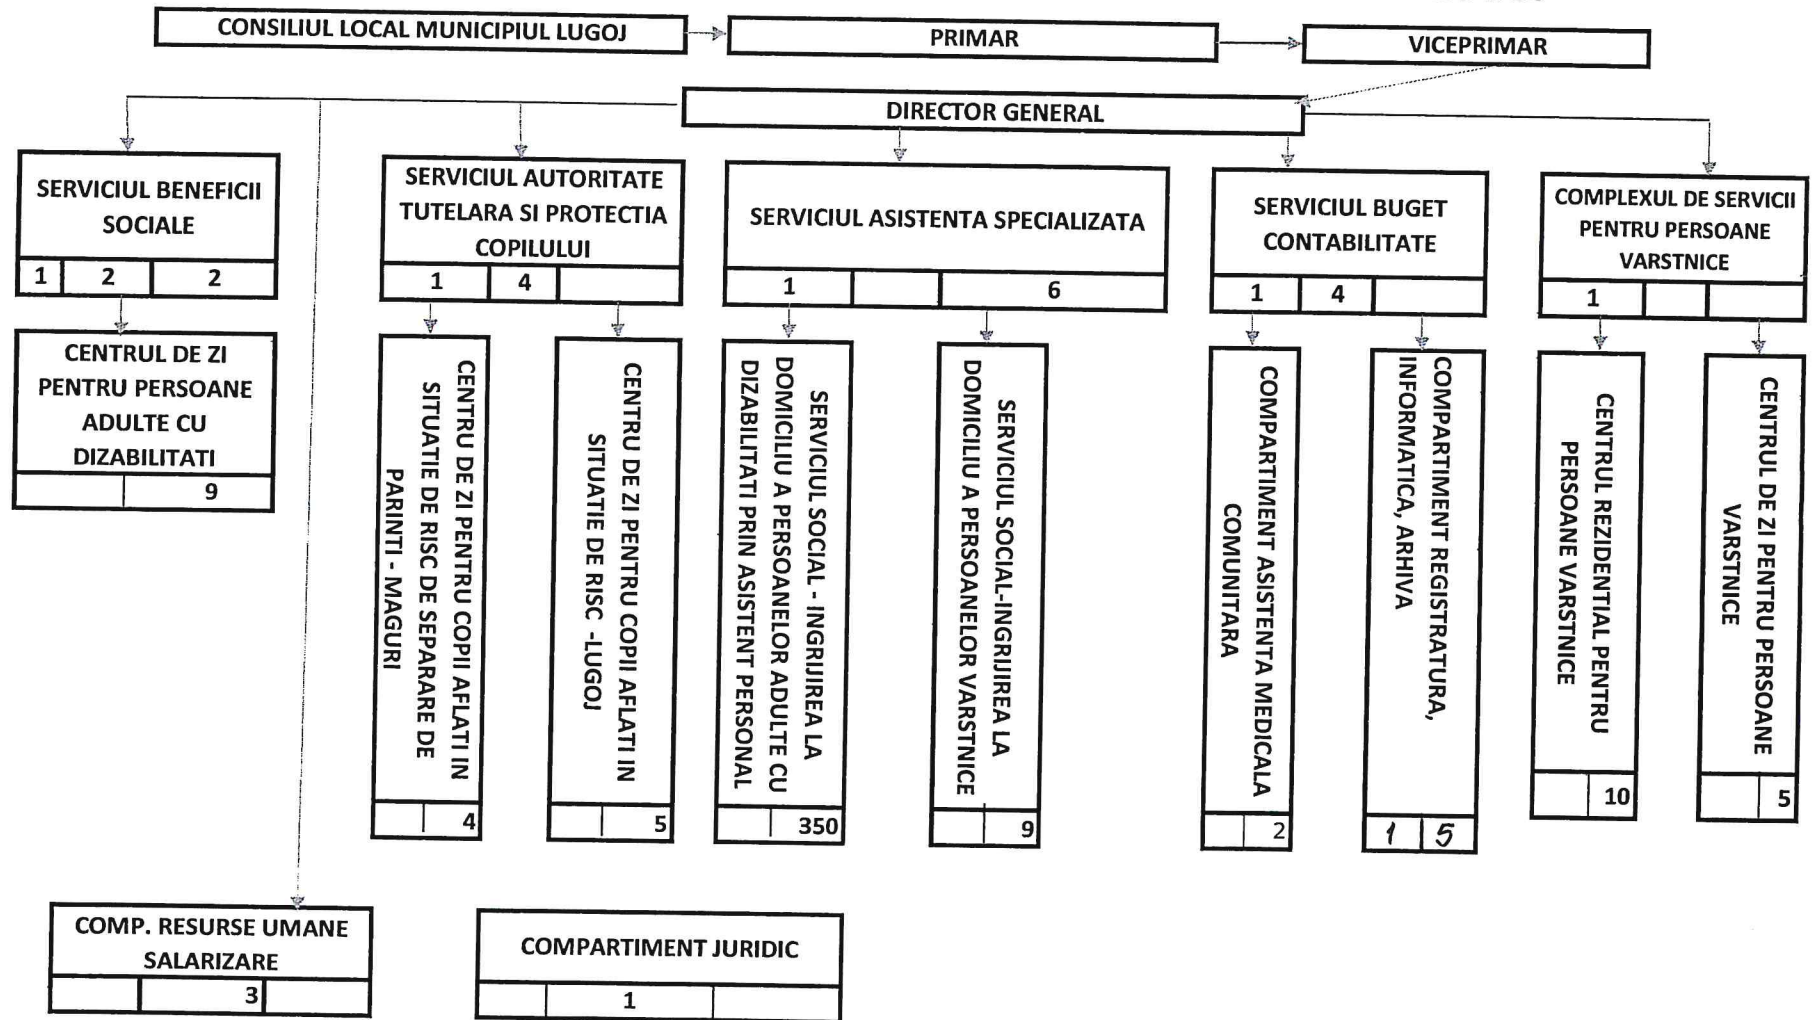 CONSILIUL LOCAL MUNICIPIUL LUGOJ
PRIMAR
VICEPRIMAR
DIRECTOR GENERAL
SERVICIUL BENEFICII
SOCIALE
1 2 2
SERVICIUL AUTORITATE
TUTELARA SI PROTECTIA
COPILULUI
1 4
SERVICIUL ASISTENTA SPECIALIZATA
1 6
SERVICIUL BUGET
CONTABILITATE
1 4
COMPLEXUL DE SERVICII
PENTRU PERSOANE
VARSTNICE
1
CENTRUL DE ZI
PENTRU PERSOANE
ADULTE CU
DIZABILITATI
9
CENTRU DE ZI PENTRU COPII AFLATI IN
SITUATIE DE RISC DE SEPARARE DE
PARINTI - MAGURI
4
CENTRU DE ZI PENTRU COPII AFLATI IN
SITUATIE DE RISC -LUGOJ
5
SERVICIUL SOCIAL - INGRIJIREA LA
DOMICILIU A PERSOANELOR ADULTE CU
DIZABILITATI PRIN ASISTENT PERSONAL
350
SERVICIUL SOCIAL-INGRIJIREA LA
DOMICILIU A PERSOANELOR VARSTNICE
9
COMPARTIMENT ASISTENTA MEDICALA
COMUNITARA
2
COMPARTIMENT REGISTRATURA,
INFORMATICA, ARHIVA
1 5
CENTRUL REZIDENTIAL PENTRU
PERSOANE VARSTNICE
10
CENTRUL DE ZI PENTRU PERSOANE
VARSTNICE
5
COMP. RESURSE UMANE
SALARIZARE
3
COMPARTIMENT JURIDIC
1